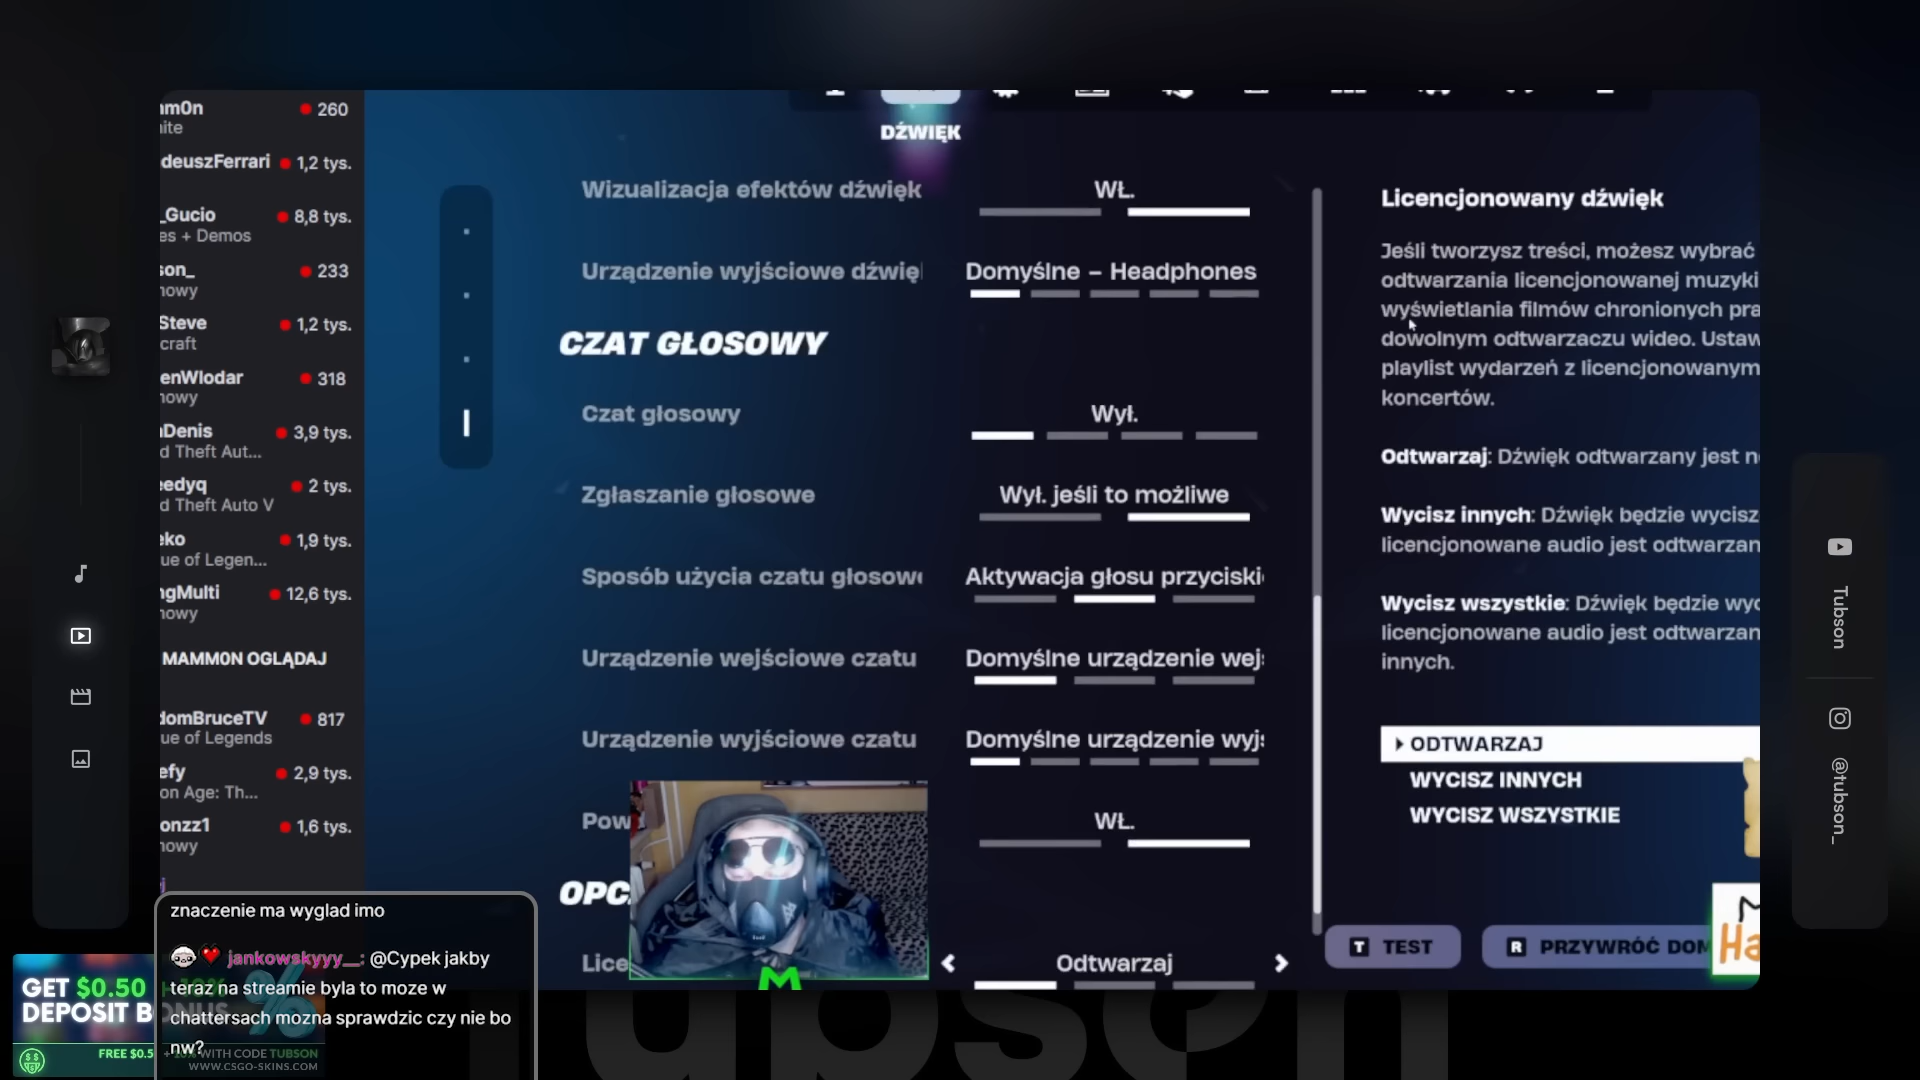 mm0n 260
ite
deuszFerrari 1,2 tys.
_Gucio 8,8 tys.
es + Demos
son_ 233
nowy
Steve 1,2 tys.
craft
enWlodar 318
nowy
aDenis 3,9 tys.
d Theft Aut...
eedyq 2 tys.
d Theft Auto V
eko 1,9 tys.
ue of Legen...
ngMulti 12,6 tys.
nowy
MAMM0N OGLĄDAJ
domBruceTV 817
ue of Legends
efy 2,9 tys.
on Age: Th...
onzz1 1,6 tys.
nowy
DŹWIĘK
Wizualizacja efektów dźwięk WŁ.
Urządzenie wyjściowe dźwię Domyślne – Headphones
CZAT GŁOSOWY
Czat głosowy Wył.
Zgłaszanie głosowe Wył. jeśli to możliwe
Sposób użycia czatu głosow Aktywacja głosu przycisk
Urządzenie wejściowe czatu Domyślne urządzenie wej
Urządzenie wyjściowe czatu Domyślne urządzenie wyj
Pow WŁ.
OPC
Lice Odtwarzaj
Licencjonowany dźwięk
Jeśli tworzysz treści, możesz wybrać
odtwarzania licencjonowanej muzyki
wyświetlania filmów chronionych pra
dowolnym odtwarzaczu wideo. Ustaw
playlist wydarzeń z licencjonowanym
koncertów.
Odtwarzaj: Dźwięk odtwarzany jest n
Wycisz innych: Dźwięk będzie wycisz
licencjonowane audio jest odtwarzan
Wycisz wszystkie: Dźwięk będzie wyc
licencjonowane audio jest odtwarzan
innych.
ODTWARZAJ
WYCISZ INNYCH
WYCISZ WSZYSTKIE
T TEST
R PRZYWRÓĆ DOM
Ha
znaczenie ma wyglad imo
jankowskyyy__: @Cypek jakby
teraz na streamie byla to moze w
chattersach mozna sprawdzic czy nie bo
nw?
GET $0.50
DEPOSIT BONUS
FREE $0.5
WITH CODE TUBSON
WWW.CSGO-SKINS.COM
Tubson
@tubson_
Tubson